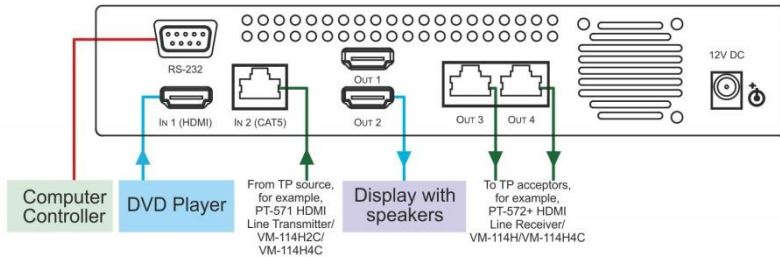 RS-232
OUT 1
12V DC
IN 1 (HDMI)
IN 2 (CAT5)
OUT 2
OUT 3
OUT 4
Computer
Controller
DVD Player
From TP source,
for example,
PT-571 HDMI
Line Transmitter/
VM-114H2C/
VM-114H4C
Display with
speakers
To TP acceptors,
for example,
PT-572+ HDMI
Line Receiver/
VM-114H/VM-114H4C